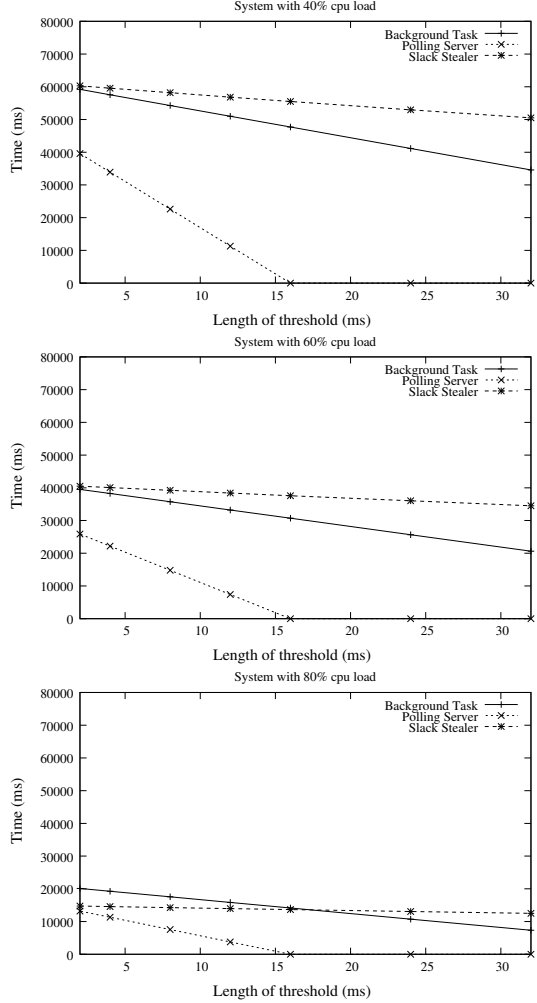 System with 40% cpu load
80000
70000
60000
50000
40000
30000
20000
10000
0
Time (ms)
Background Task
Polling Server
Slack Stealer
5 10 15 20 25 30
Length of threshold (ms)
System with 60% cpu load
80000
70000
60000
50000
40000
30000
20000
10000
0
Time (ms)
Background Task
Polling Server
Slack Stealer
5 10 15 20 25 30
Length of threshold (ms)
System with 80% cpu load
80000
70000
60000
50000
40000
30000
20000
10000
0
Time (ms)
Background Task
Polling Server
Slack Stealer
5 10 15 20 25 30
Length of threshold (ms)